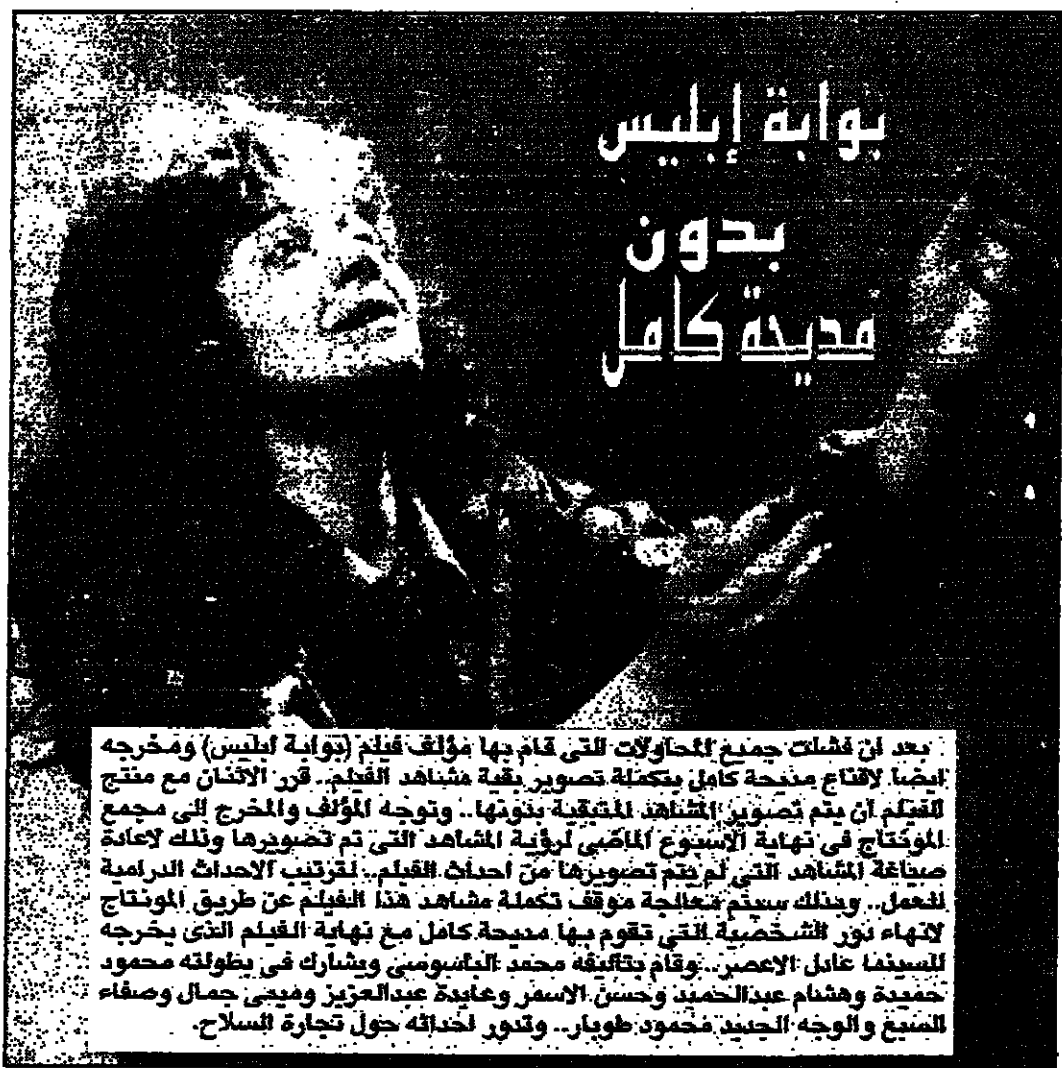 بوابة إبليس
بدون
مديحة كامل
بعد ان فشلت جميع المحاولات التى قام بها مؤلف فيلم (بوابة ابليس) ومخرجه
ايضا لاقناع مديحة كامل بتكملة تصوير بقية مشاهد الفيلم.. قرر الاثنان مع منتج
الفيلم أن يتم تصوير المشاهد المتبقية بدونها.. وتوجه المؤلف والمخرج إلى مجمع
المونتاج فى نهاية الاسبوع الماضى لرؤية المشاهد التى تم تصويرها وذلك لاعادة
صياغة المشاهد التى لم يتم تصويرها من احداث الفيلم.. لترتيب الاحداث الدرامية
للعمل.. وبذلك سيتم معالجة موقف تكملة مشاهد هذا الفيلم عن طريق المونتاج
لانهاء دور الشخصية التى تقوم بها مديحة كامل مع نهاية الفيلم الذى يخرجه
للسينما عادل الاعصر.. وقام بتاليفه محمد الباسوسى ويشارك فى بطولته محمود
حميدة وهشام عبدالحميد وحسن الاسمر وعايدة عبدالعزيز وميمى جمال وصفاء
السبع والوجه الجديد محمود طوبار.. وتدور احداثه حول تجارة السلاح.